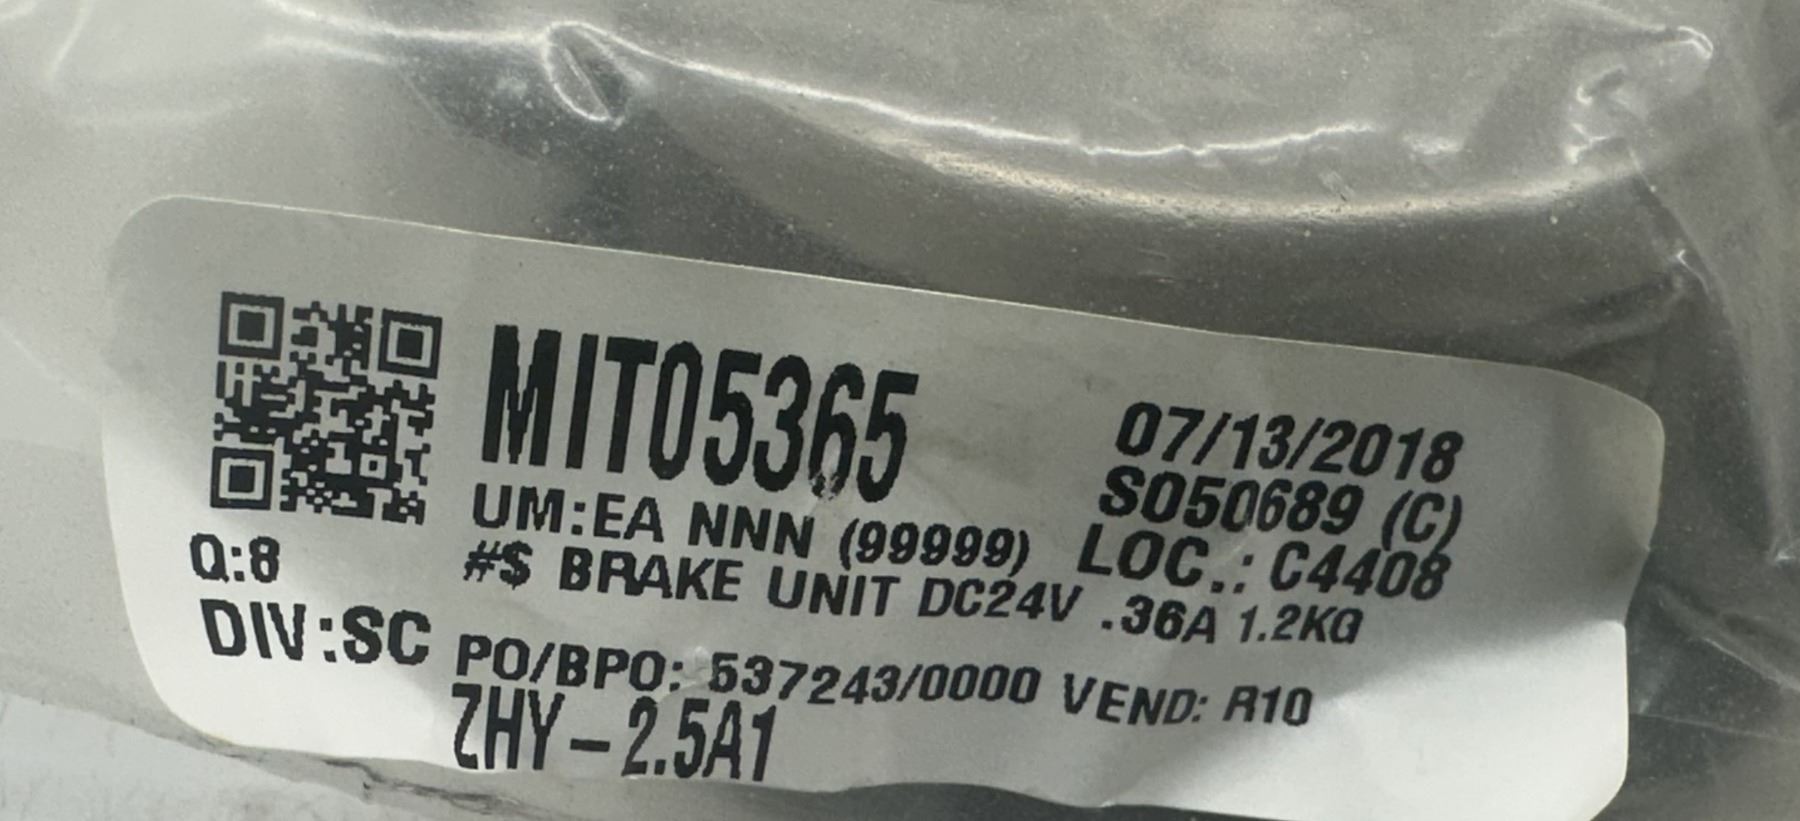 MIT05365
07/13/2018
S050689 (C)
UM:EA NNN (99999) LOC.: C4408
Q:8
#$ BRAKE UNIT DC24V .36A 1.2KG
DIV:SC
PO/BPO: 537243/0000 VEND: R10
ZHY-2.5A1